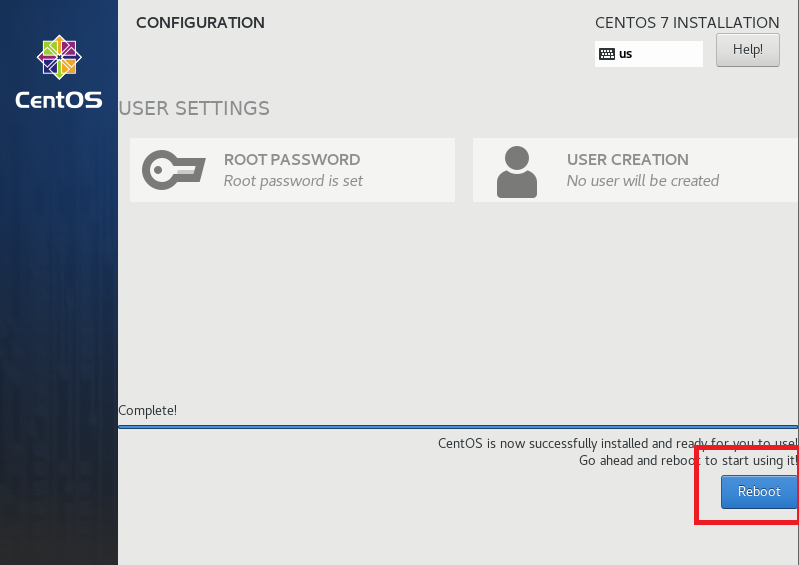 CONFIGURATION
CENTOS 7 INSTALLATION
us
Help!
CentOS
USER SETTINGS
ROOT PASSWORD
Root password is set
USER CREATION
No user will be created
Complete!
CentOS is now successfully installed and ready for you to use!
Go ahead and reboot to start using it!
Reboot